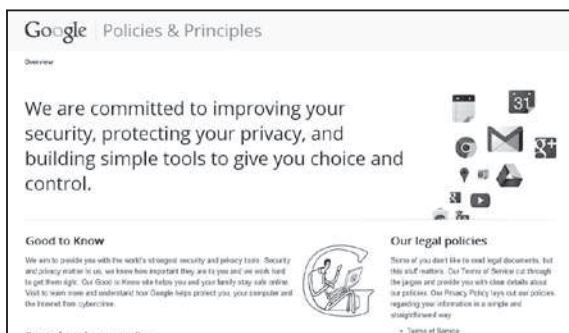 Google Policies & Principles
Overview
We are committed to improving your
security, protecting your privacy, and
building simple tools to give you choice and
control.
31
g+
Good to Know
We aim to provide you with the world's strongest security and privacy tools. Security
and privacy matter to us, we know how important they are to you and we work hard
to get them right. Our Good to Know site helps you and your family stay safe online.
Visit to learn more and understand how Google helps protect you, your computer and
the Internet from cybercrime.
Our legal policies
Some of you don't like to read legal documents, but
this stuff matters. Our Terms of Service cut through
the jargon and provide you with clear details about
our policies. Our Privacy Policy lays out our policies
regarding your information in a simple and
straightforward way.
• Terms of Service